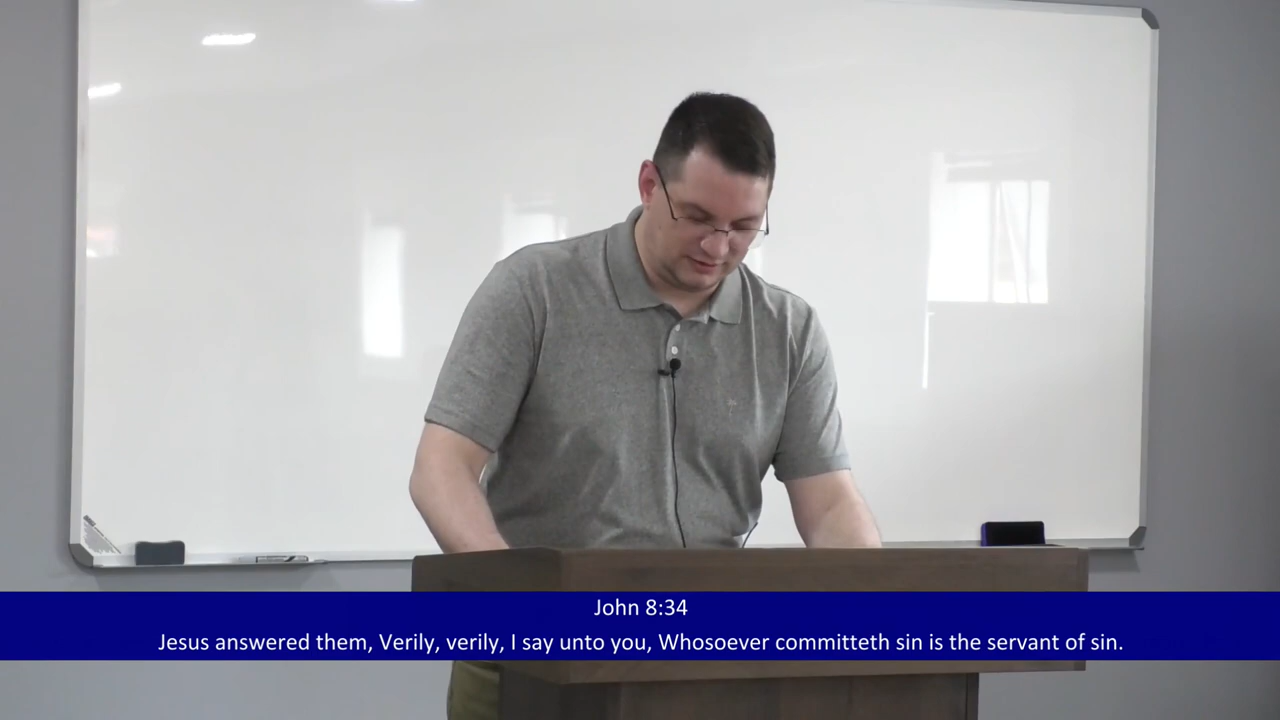 John 8:34
Jesus answered them, Verily, verily, I say unto you, Whosoever committeth sin is the servant of sin.